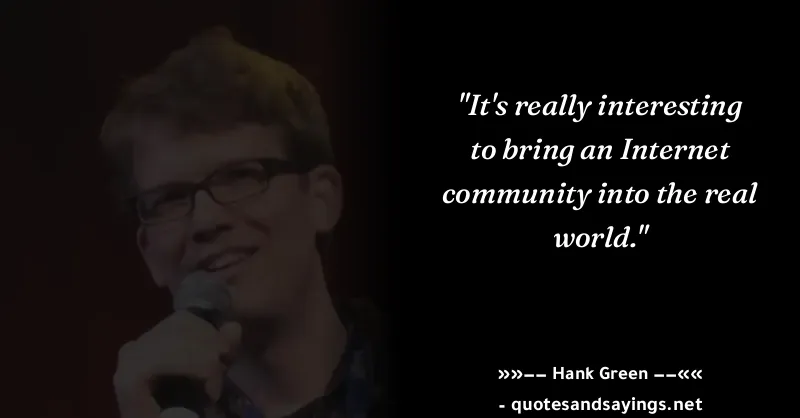 "It's really interesting
to bring an Internet
community into the real
world."
»»−− Hank Green −−««
- quotesandsayings.net